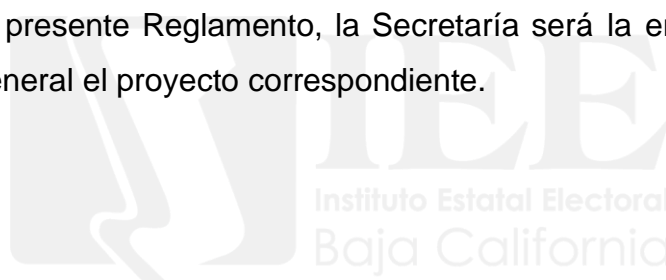 presente Reglamento, la Secretaría será la
eneral el proyecto correspondiente.
IEE
Instituto Estatal Electoral
Baja California